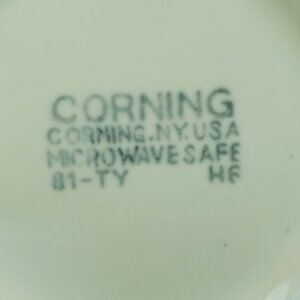 CORNING
CORNING.NY.USA
MICROWAVE SAFE
81-TY H6